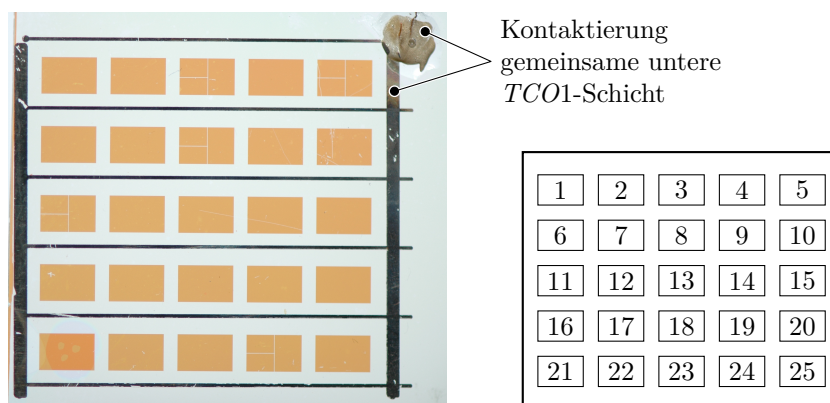 Kontaktierung
gemeinsame untere
TCO1-Schicht
1 2 3 4 5
6 7 8 9 10
11 12 13 14 15
16 17 18 19 20
21 22 23 24 25